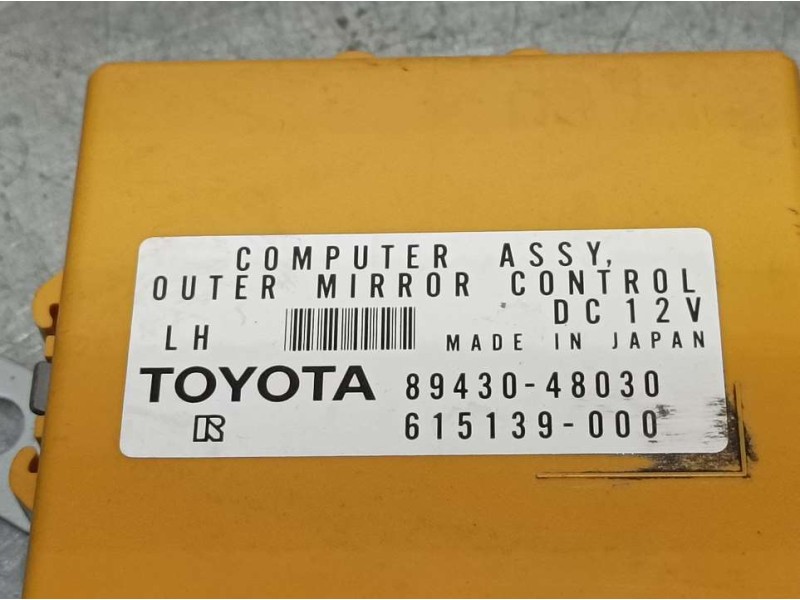 COMPUTER ASSY,
OUTER MIRROR CONTROL
DC 12V
LH
MADE IN JAPAN
TOYOTA 89430-48030
R 615139-000